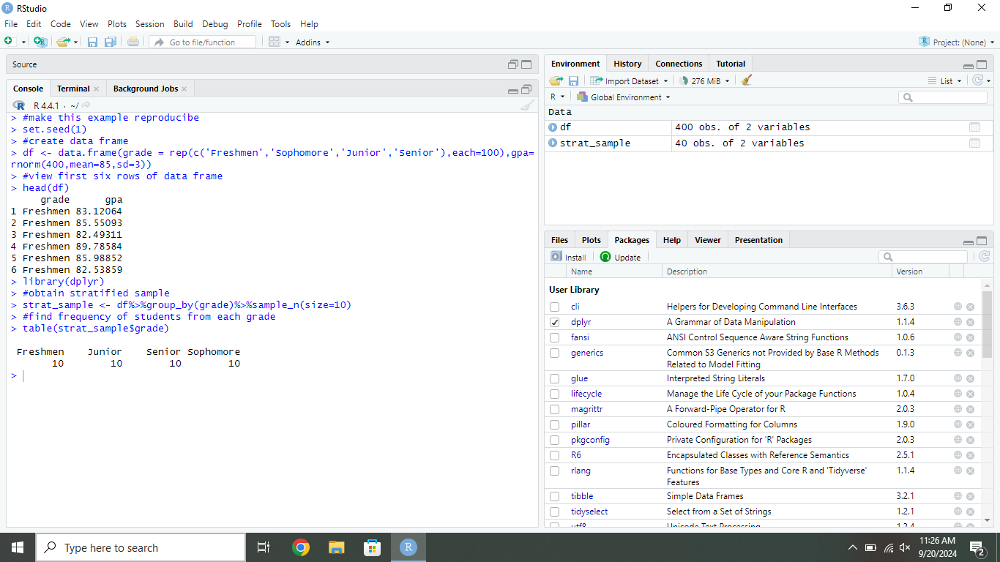 RStudio
File Edit Code View Plots Session Build Debug Profile Tools Help
Go to file/function Addins Project: (None)
Source
Console Terminal Background Jobs
R 4.4.1 · ~/
> #make this example reproducibe
> set.seed(1)
> #create data frame
> df <- data.frame(grade = rep(c('Freshmen','Sophomore','Junior','Senior'),each=100),gpa=
rnorm(400,mean=85,sd=3))
> #view first six rows of data frame
> head(df)
grade gpa
1 Freshmen 83.12064
2 Freshmen 85.55093
3 Freshmen 82.49311
4 Freshmen 89.78584
5 Freshmen 85.98852
6 Freshmen 82.53859
> library(dplyr)
> #obtain stratified sample
> strat_sample <- df%>%group_by(grade)%>%sample_n(size=10)
> #find frequency of students from each grade
> table(strat_sample$grade)
Freshmen Junior Senior Sophomore
10 10 10 10
>
Environment History Connections Tutorial
Import Dataset 276 MiB List
R Global Environment
Data
df 400 obs. of 2 variables
strat_sample 40 obs. of 2 variables
Files Plots Packages Help Viewer Presentation
Install Update
Name Description Version
User Library
cli Helpers for Developing Command Line Interfaces 3.6.3
dplyr A Grammar of Data Manipulation 1.1.4
fansi ANSI Control Sequence Aware String Functions 1.0.6
generics Common S3 Generics not Provided by Base R Methods 0.1.3
Related to Model Fitting
glue Interpreted String Literals 1.7.0
lifecycle Manage the Life Cycle of your Package Functions 1.0.4
magrittr A Forward-Pipe Operator for R 2.0.3
pillar Coloured Formatting for Columns 1.9.0
pkgconfig Private Configuration for 'R' Packages 2.0.3
R6 Encapsulated Classes with Reference Semantics 2.5.1
rlang Functions for Base Types and Core R and 'Tidyverse' 1.1.4
Features
tibble Simple Data Frames 3.2.1
tidyselect Select from a Set of Strings 1.2.1
utf8 Unicode Text Processing 1.2.4
Type here to search
11:26 AM
9/20/2024
2